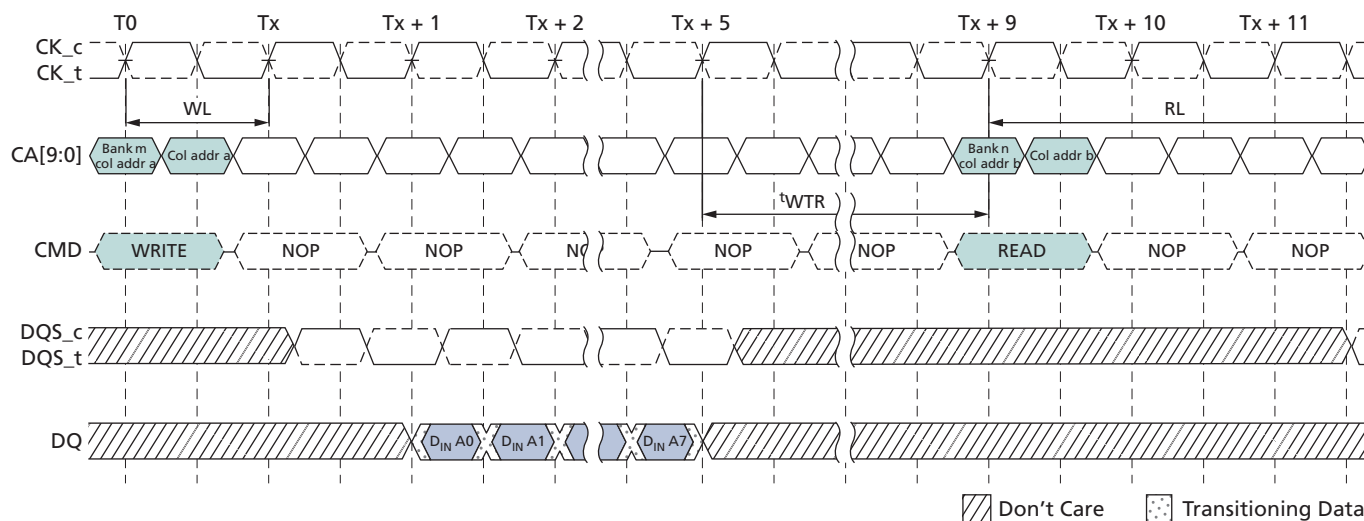 T0 Tx Tx + 1 Tx + 2 Tx + 5 Tx + 9 Tx + 10 Tx + 11
CK_c
CK_t
WL RL
CA[9:0] Bank m col addr a Col addr a Bank n col addr b Col addr b
tWTR
CMD WRITE NOP NOP NOP NOP READ NOP NOP
DQS_c
DQS_t
DQ DIN A0 DIN A1 DIN A7
Don't Care Transitioning Data